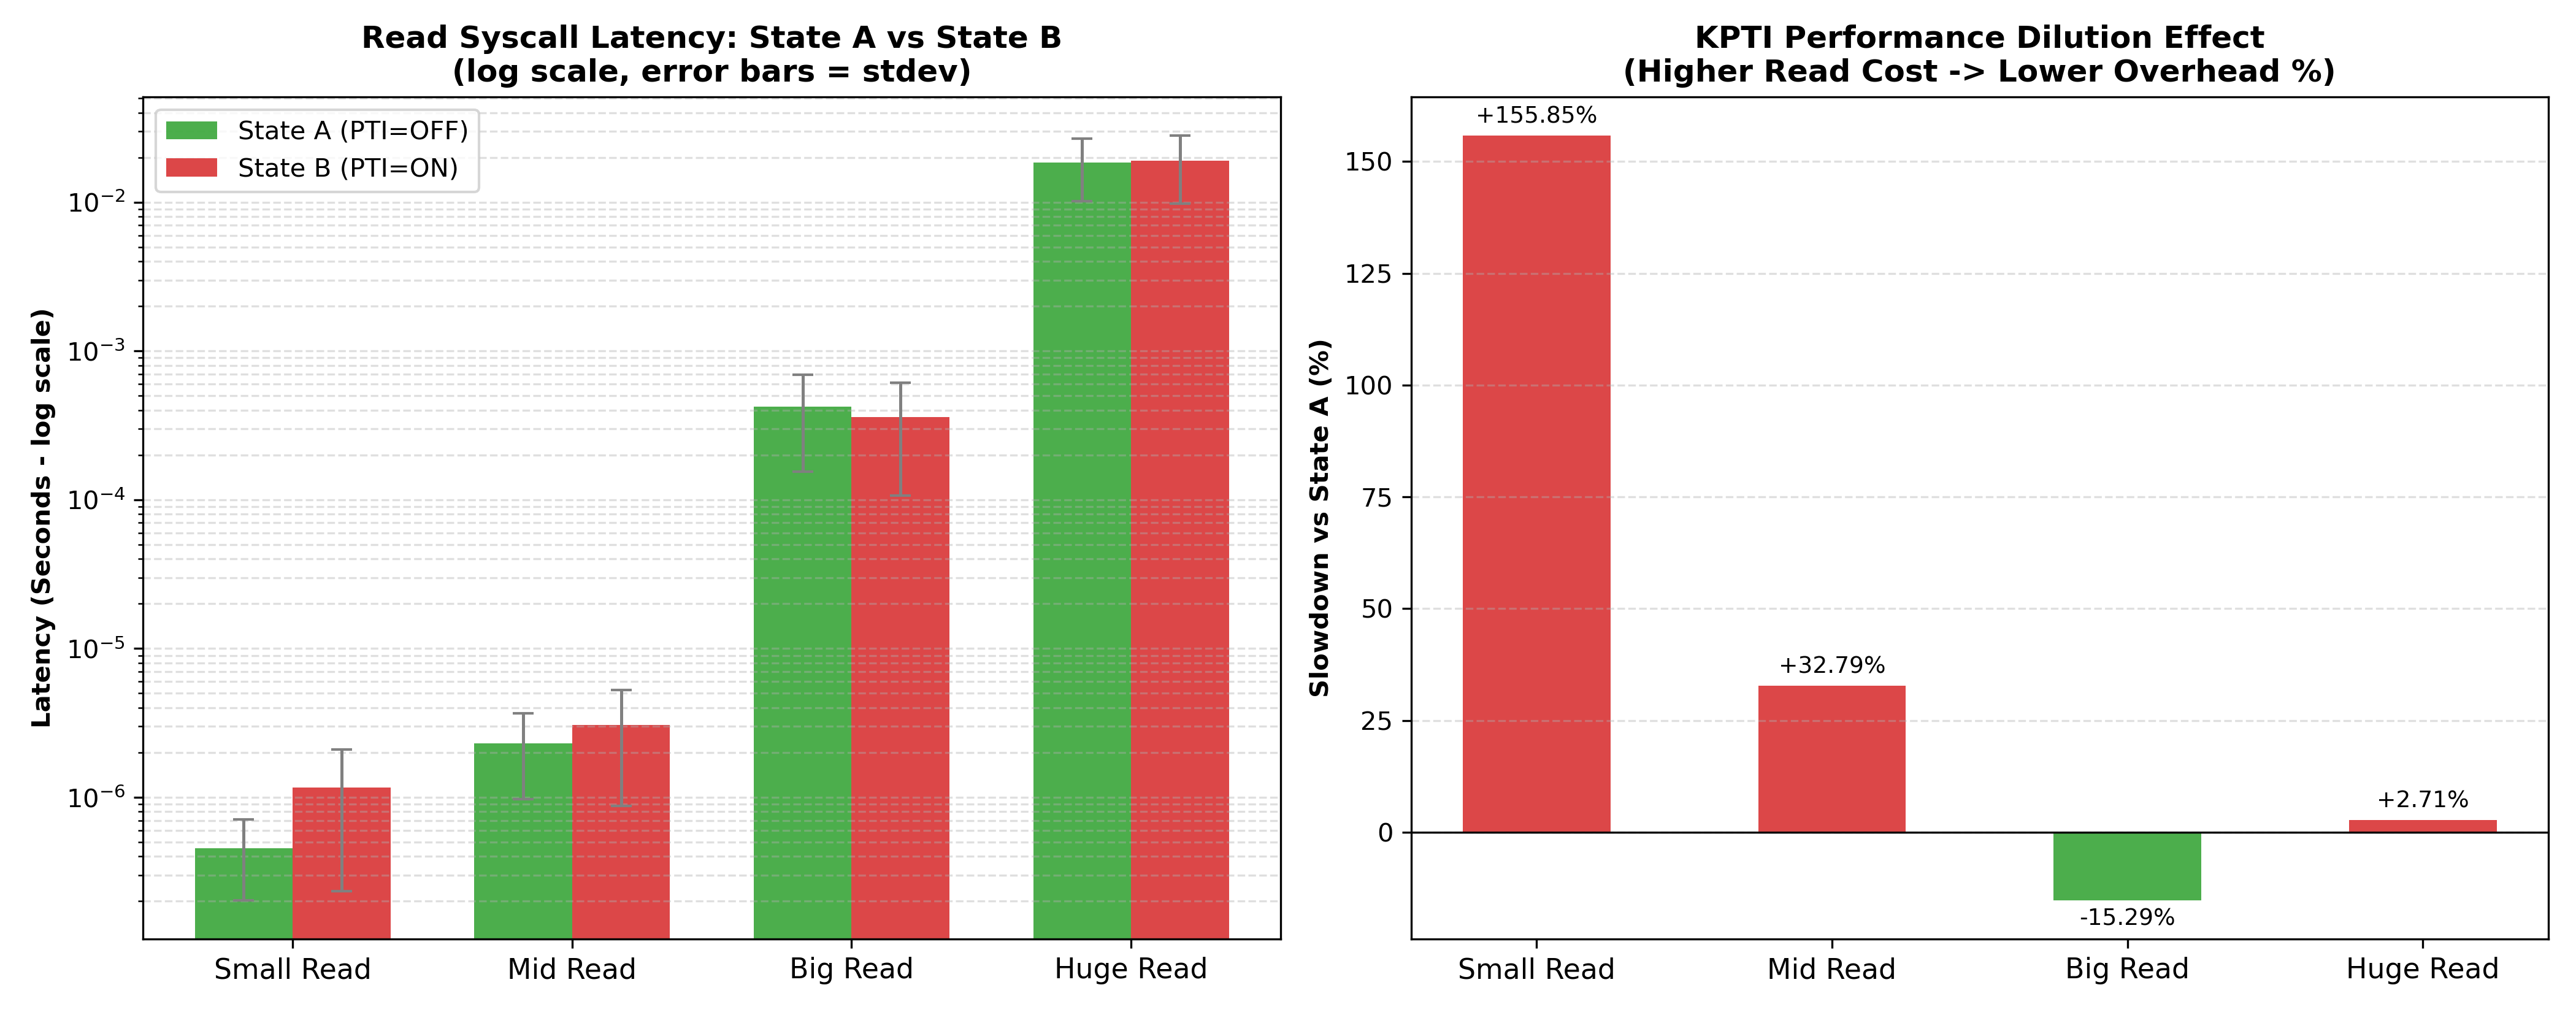 Read Syscall Latency: State A vs State B
(log scale, error bars = stdev)
State A (PTI=OFF)
State B (PTI=ON)
Latency (Seconds - log scale)
10⁻²
10⁻³
10⁻⁴
10⁻⁵
10⁻⁶
Small Read
Mid Read
Big Read
Huge Read
KPTI Performance Dilution Effect
(Higher Read Cost -> Lower Overhead %)
Slowdown vs State A (%)
150
125
100
75
50
25
0
+155.85%
+32.79%
-15.29%
+2.71%
Small Read
Mid Read
Big Read
Huge Read